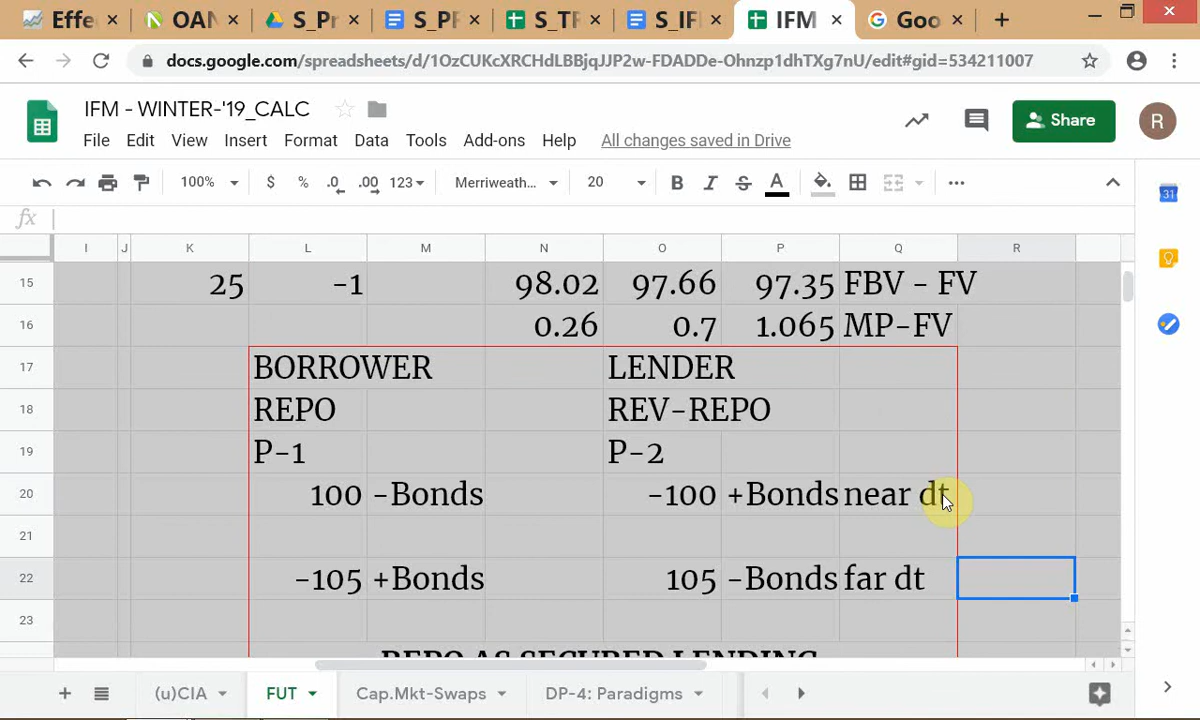 Effe × OAN × S_Pr × S_PF × S_TF × S_IFI × IFM × Goo × +
docs.google.com/spreadsheets/d/1OzCUKcXRCHdLBBjqJJP2w-FDADDe-Ohnzp1dhTXg7nU/edit#gid=534211007
IFM - WINTER-'19_CALC
File Edit View Insert Format Data Tools Add-ons Help All changes saved in Drive
Share R
100% $ % .0 .00 123 Merriweath... 20 B I S A
31
fx
I J K L M N O P Q R
15 25 -1 98.02 97.66 97.35 FBV - FV
16 0.26 0.7 1.065 MP-FV
17 BORROWER LENDER
18 REPO REV-REPO
19 P-1 P-2
20 100 -Bonds -100 +Bonds near dt
21
22 -105 +Bonds 105 -Bonds far dt
23
REPO AS SECURED LENDING
(u)CIA FUT Cap.Mkt-Swaps DP-4: Paradigms